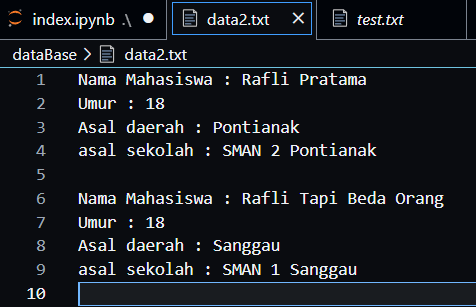 index.ipynb .\ data2.txt test.txt
dataBase > data2.txt
1 Nama Mahasiswa : Rafli Pratama
2 Umur : 18
3 Asal daerah : Pontianak
4 asal sekolah : SMAN 2 Pontianak
5
6 Nama Mahasiswa : Rafli Tapi Beda Orang
7 Umur : 18
8 Asal daerah : Sanggau
9 asal sekolah : SMAN 1 Sanggau
10